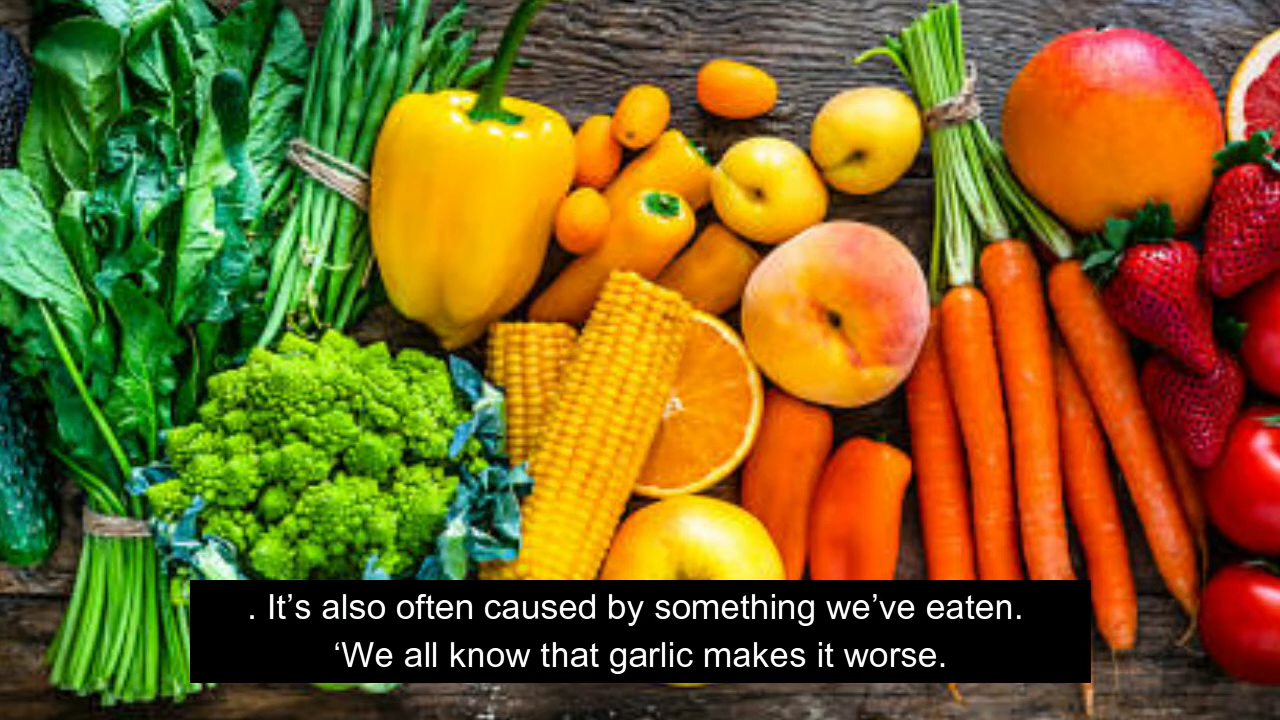 . It’s also often caused by something we’ve eaten.
‘We all know that garlic makes it worse.